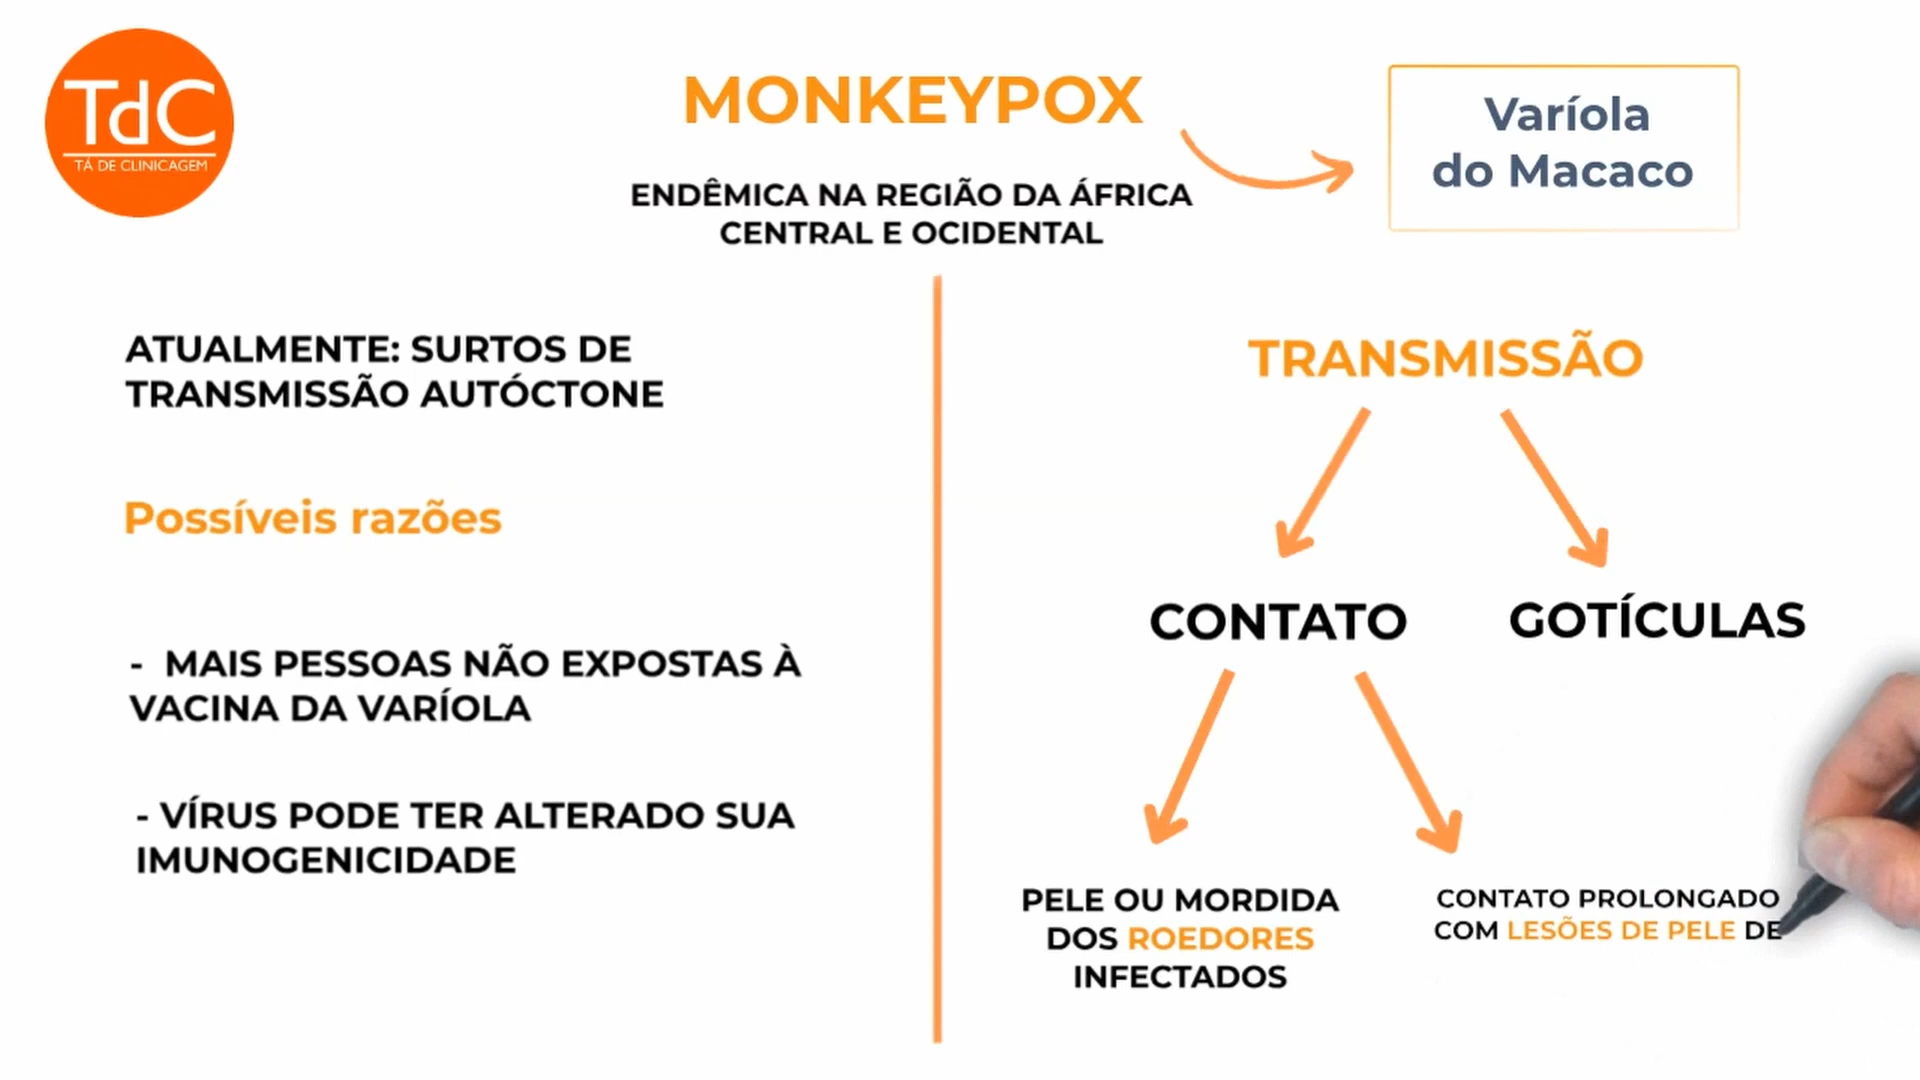 TdC
TÁ DE CLINICAGEM
MONKEYPOX
Varíola
do Macaco
ENDÊMICA NA REGIÃO DA ÁFRICA
CENTRAL E OCIDENTAL
ATUALMENTE: SURTOS DE
TRANSMISSÃO AUTÓCTONE
Possíveis razões
- MAIS PESSOAS NÃO EXPOSTAS À
VACINA DA VARÍOLA
- VÍRUS PODE TER ALTERADO SUA
IMUNOGENICIDADE
TRANSMISSÃO
CONTATO
GOTÍCULAS
PELE OU MORDIDA
DOS ROEDORES
INFECTADOS
CONTATO PROLONGADO
COM LESÕES DE PELE DE